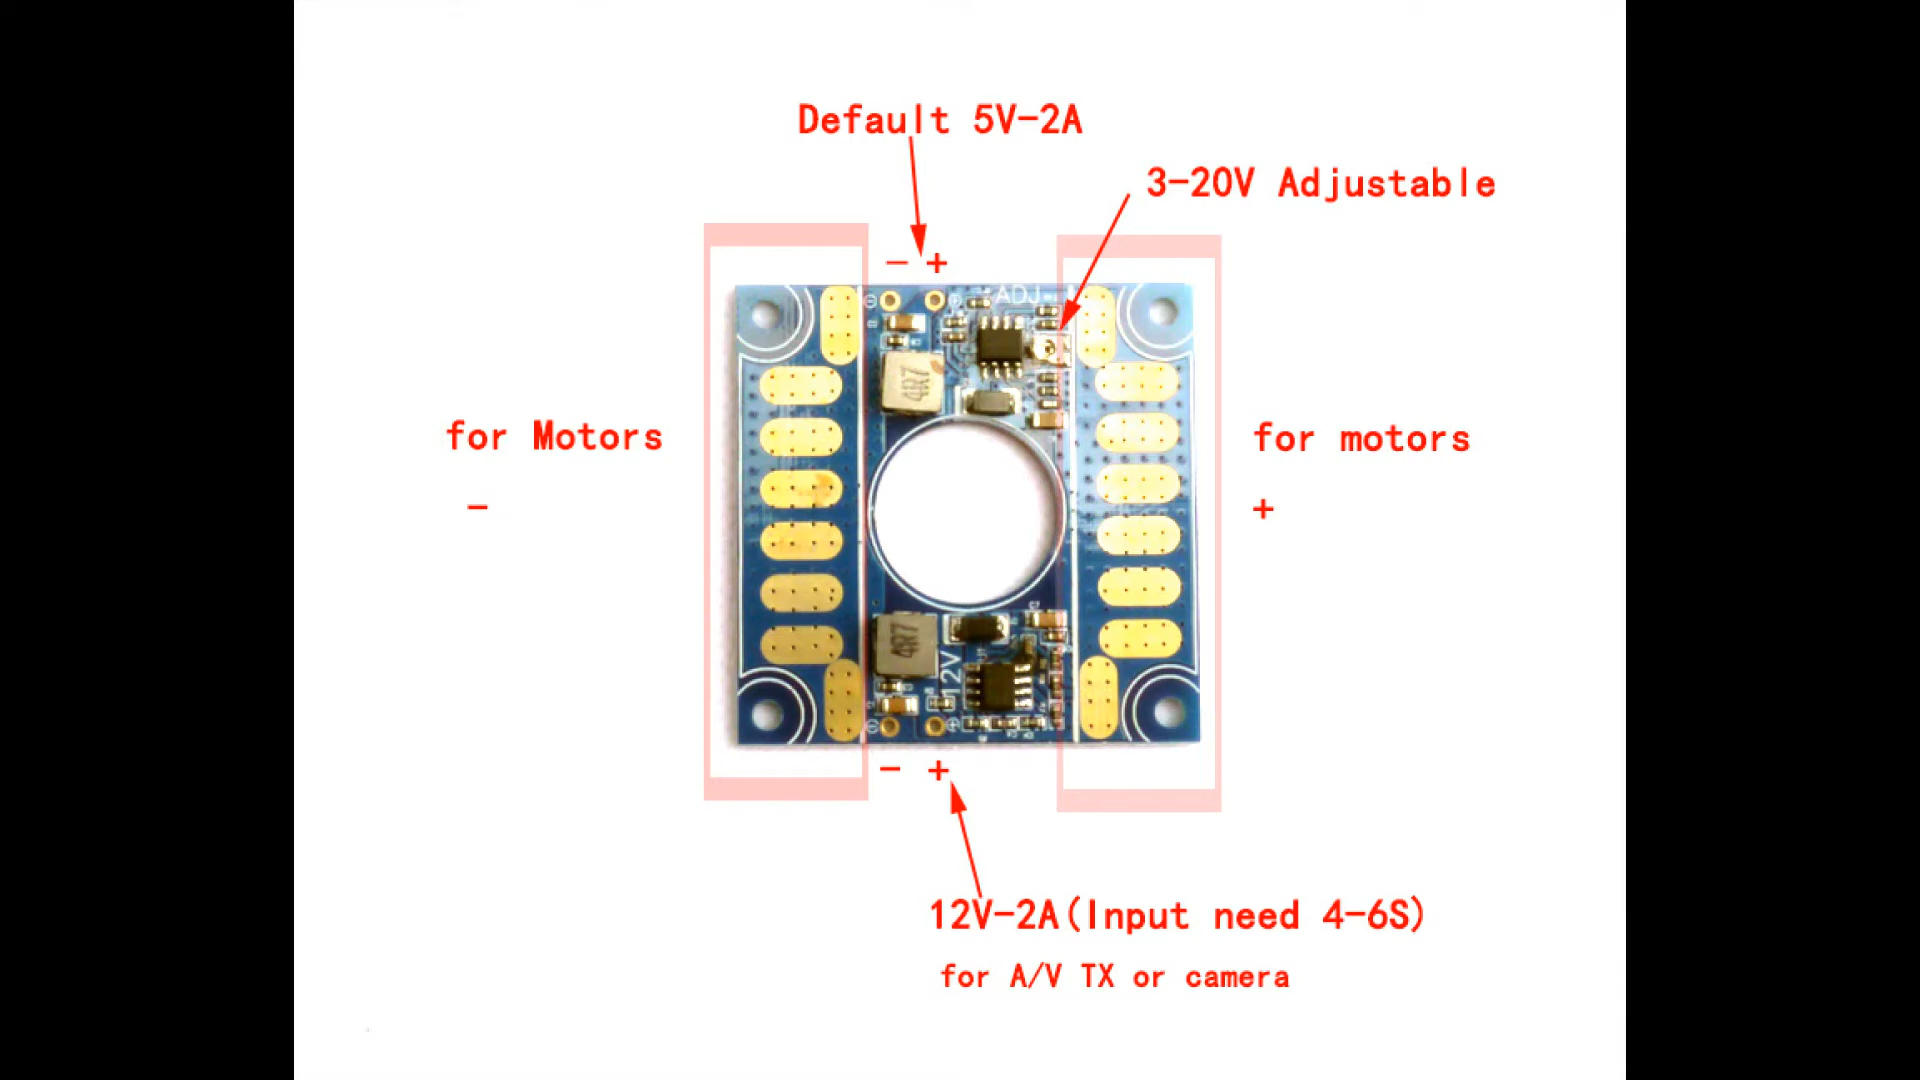 Default 5V-2A
3-20V Adjustable
- +
ADJ
4R7
for Motors
-
for motors
+
4R7
12V
- +
12V-2A(Input need 4-6S)
for A/V TX or camera